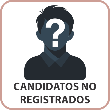 ?
CANDIDATOS NO
REGISTRADOS